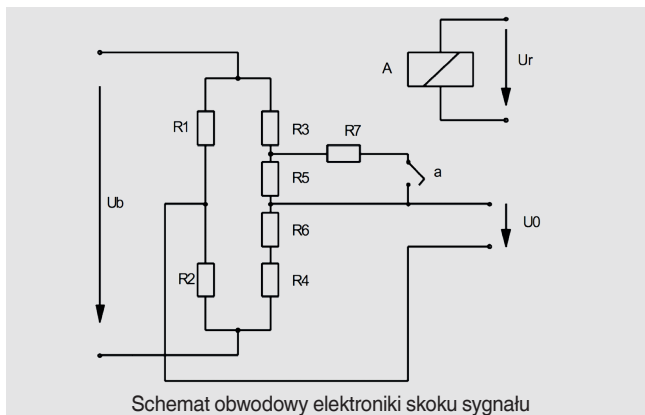 A
Ur
R1
R3
R7
R5
a
Ub
R6
U0
R2
R4
Schemat obwodowy elektroniki skoku sygnału